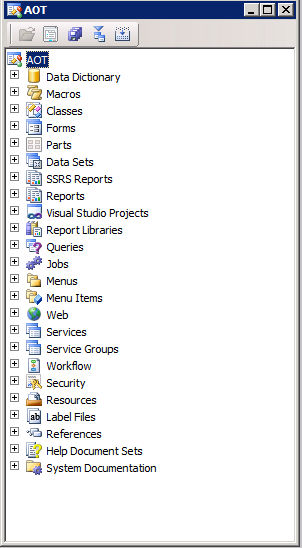 AOT
AOT
Data Dictionary
Macros
Classes
Forms
Parts
Data Sets
SSRS Reports
Reports
Visual Studio Projects
Report Libraries
Queries
Jobs
Menus
Menu Items
Web
Services
Service Groups
Workflow
Security
Resources
Label Files
References
Help Document Sets
System Documentation